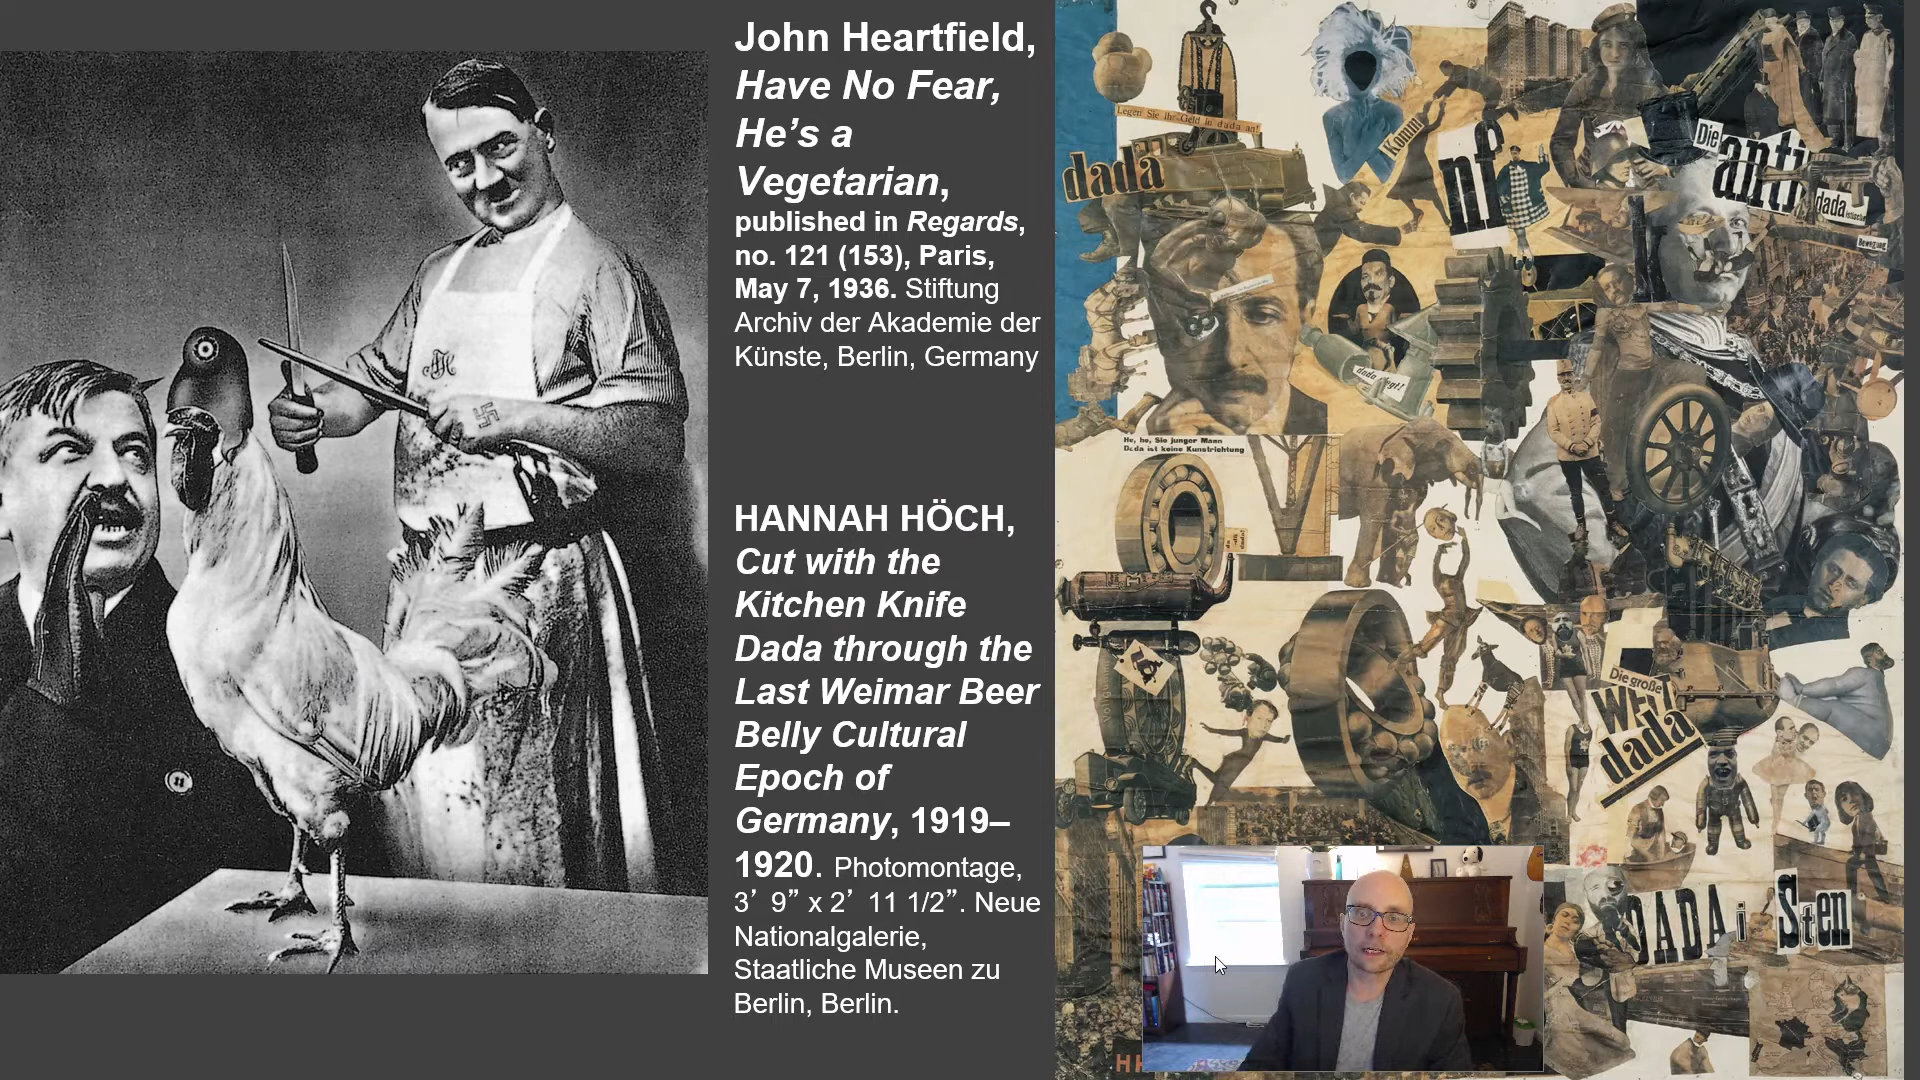 John Heartfield,
Have No Fear,
He's a
Vegetarian,
published in Regards,
no. 121 (153), Paris,
May 7, 1936. Stiftung
Archiv der Akademie der
Künste, Berlin, Germany
HANNAH HÖCH,
Cut with the
Kitchen Knife
Dada through the
Last Weimar Beer
Belly Cultural
Epoch of
Germany, 1919–
1920. Photomontage,
3’ 9” x 2’ 11 1/2”. Neue
Nationalgalerie,
Staatliche Museen zu
Berlin, Berlin.
Legen Sie Ihr Geld in dada an!
dada
Komm
nf
Die
anti
dada
Bewegung
dada siegt!
He, he, Sie junger Mann
Dada ist keine Kunstrichtung
Die große
Welt
dada
DADA i Sten